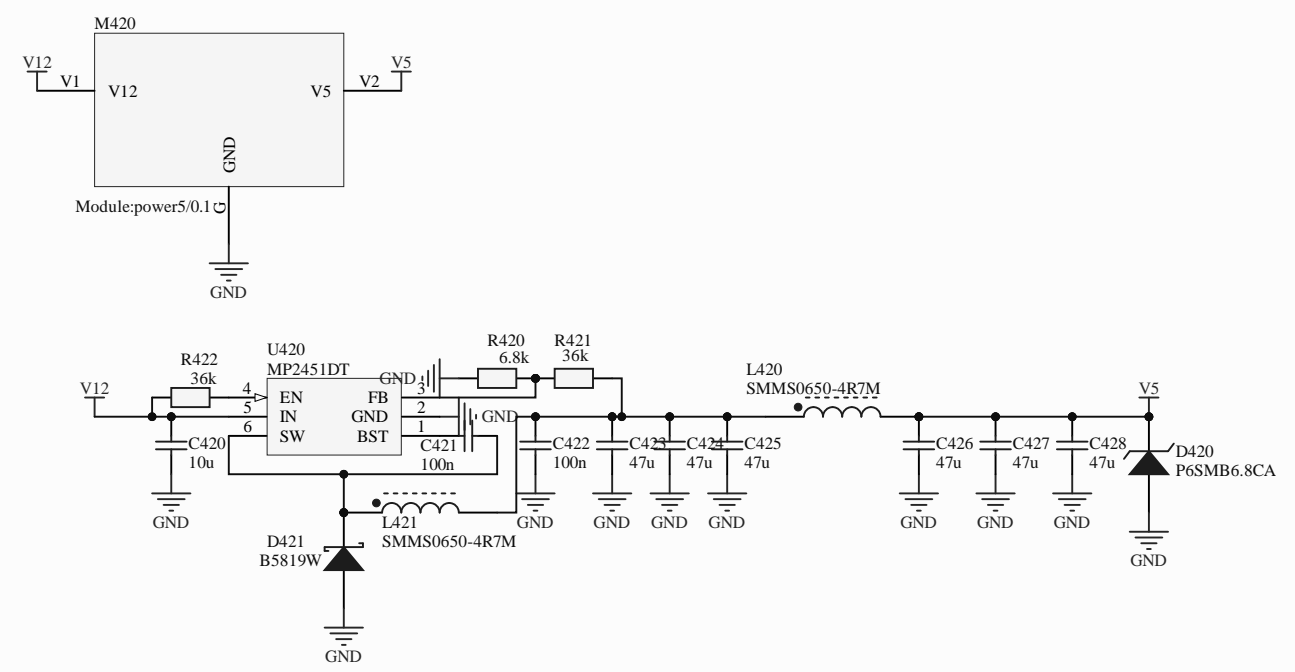 M420
V12
V1
V12
V5
V2
V5
GND
Module:power5/0.1
G
GND
R422
36k
U420
MP2451DT
R420
6.8k
R421
36k
L420
SMMS0650-4R7M
V12
4
EN
FB
3
GND
V5
5
IN
GND
2
GND
6
SW
BST
1
C420
10u
C421
100n
C422
100n
C423
47u
C424
47u
C425
47u
C426
47u
C427
47u
C428
47u
D420
P6SMB6.8CA
GND
GND
GND
GND
GND
GND
GND
GND
GND
L421
SMMS0650-4R7M
D421
B5819W
GND